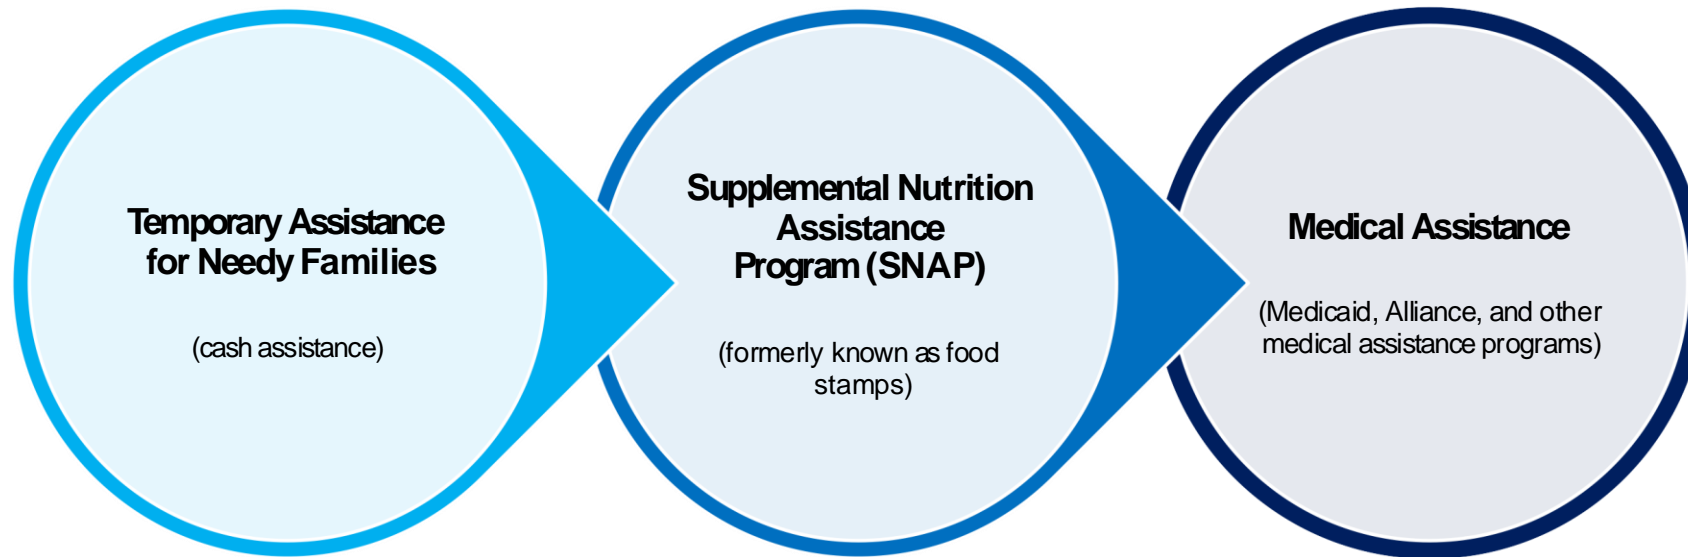 Temporary Assistance
for Needy Families
(cash assistance)
Supplemental Nutrition
Assistance
Program (SNAP)
(formerly known as food
stamps)
Medical Assistance
(Medicaid, Alliance, and other
medical assistance programs)